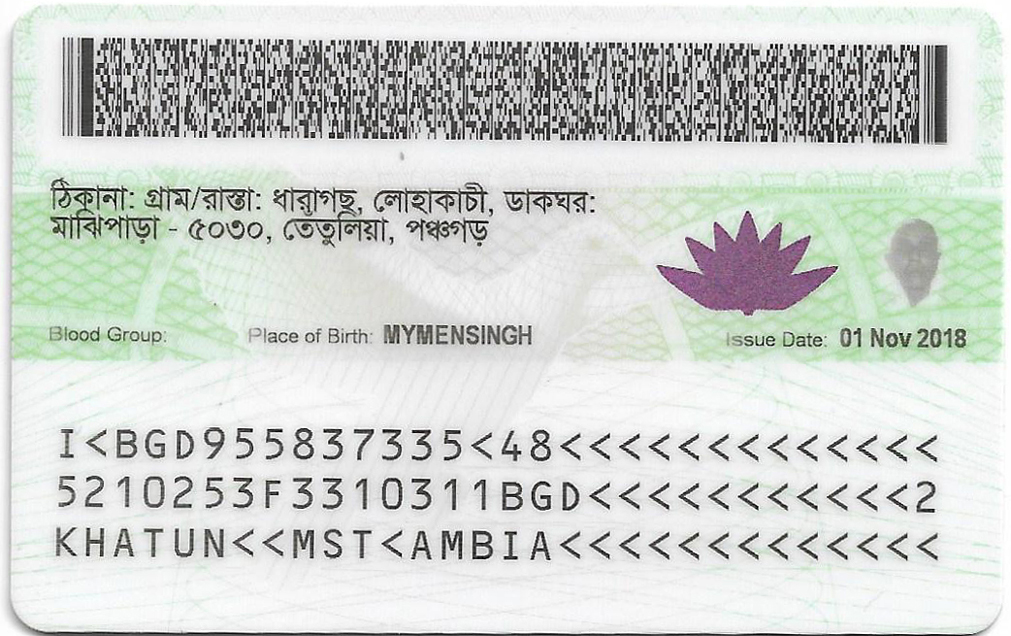 ঠিকানা: গ্রাম/রাস্তা: ধারাগছ, লোহাকাচী, ডাকঘর:
মাঝিপাড়া - ৫০৩০, তেতুলিয়া, পঞ্চগড়
Blood Group: Place of Birth: MYMENSINGH Issue Date: 01 Nov 2018
I<BGD955837335<48<<<<<<<<<<<<<
5210253F3310311BGD<<<<<<<<<<<2
KHATUN<<MST<AMBIA<<<<<<<<<<<<<